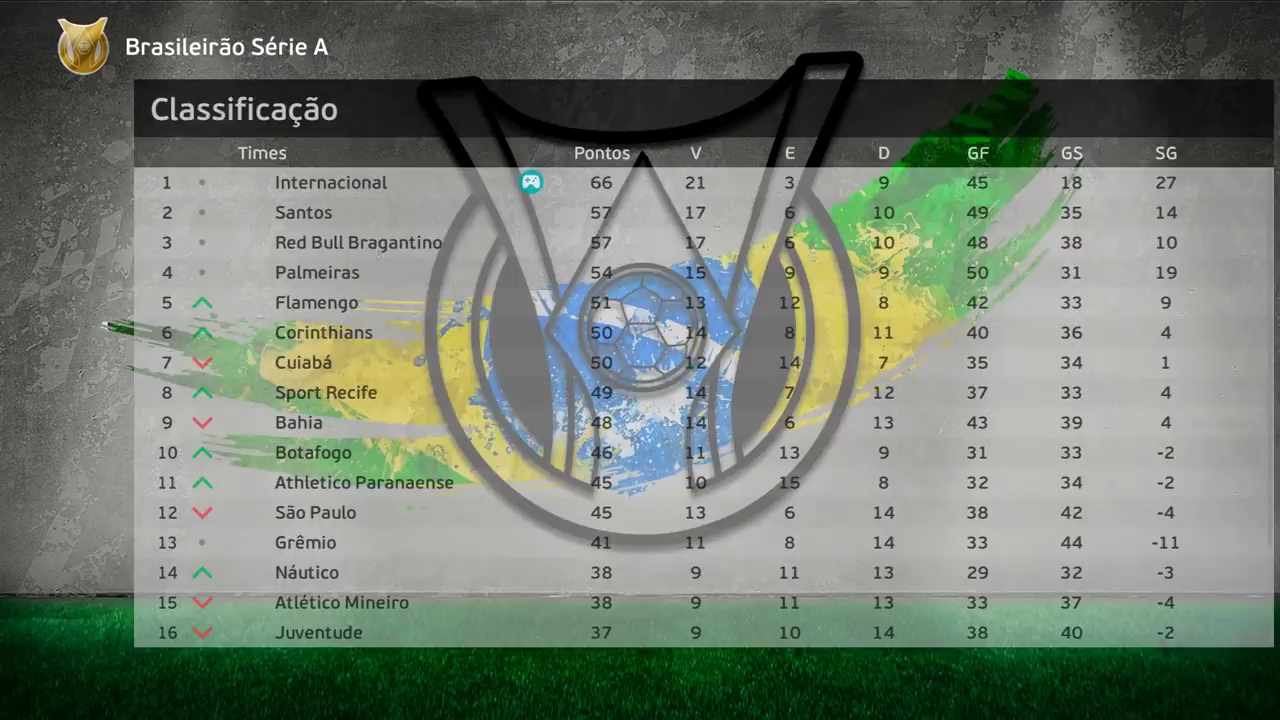 Brasileirão Série A
Classificação
Times Pontos V E D GF GS SG
1 Internacional 66 21 3 9 45 18 27
2 Santos 57 17 6 10 49 35 14
3 Red Bull Bragantino 57 17 6 10 48 38 10
4 Palmeiras 54 15 9 9 50 31 19
5 Flamengo 51 13 12 8 42 33 9
6 Corinthians 50 14 8 11 40 36 4
7 Cuiabá 50 12 14 7 35 34 1
8 Sport Recife 49 14 7 12 37 33 4
9 Bahia 48 14 6 13 43 39 4
10 Botafogo 46 11 13 9 31 33 -2
11 Athletico Paranaense 45 10 15 8 32 34 -2
12 São Paulo 45 13 6 14 38 42 -4
13 Grêmio 41 11 8 14 33 44 -11
14 Náutico 38 9 11 13 29 32 -3
15 Atlético Mineiro 38 9 11 13 33 37 -4
16 Juventude 37 9 10 14 38 40 -2